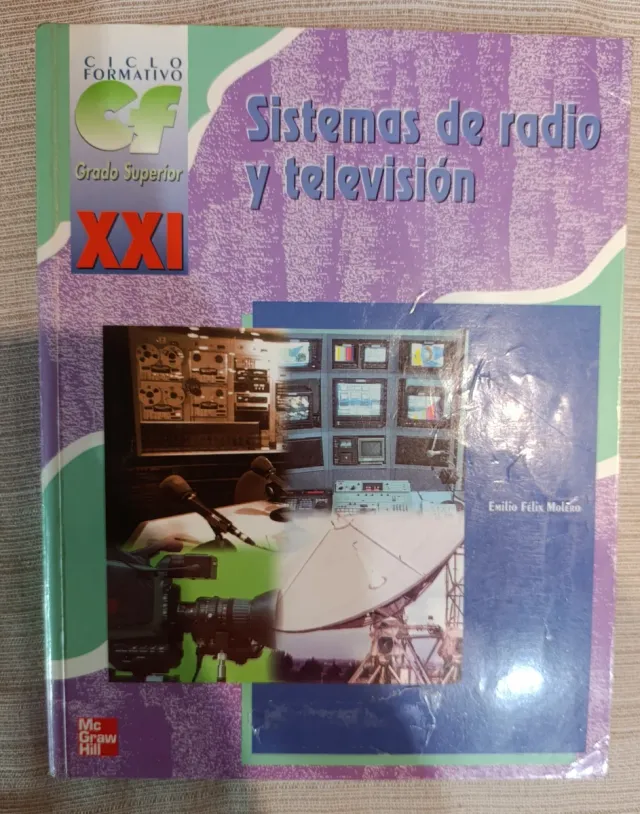 CICLO
FORMATIVO
Cf
Grado Superior
XXI
Sistemas de radio
y televisión
Emilio Félix Molero
Mc
Graw
Hill